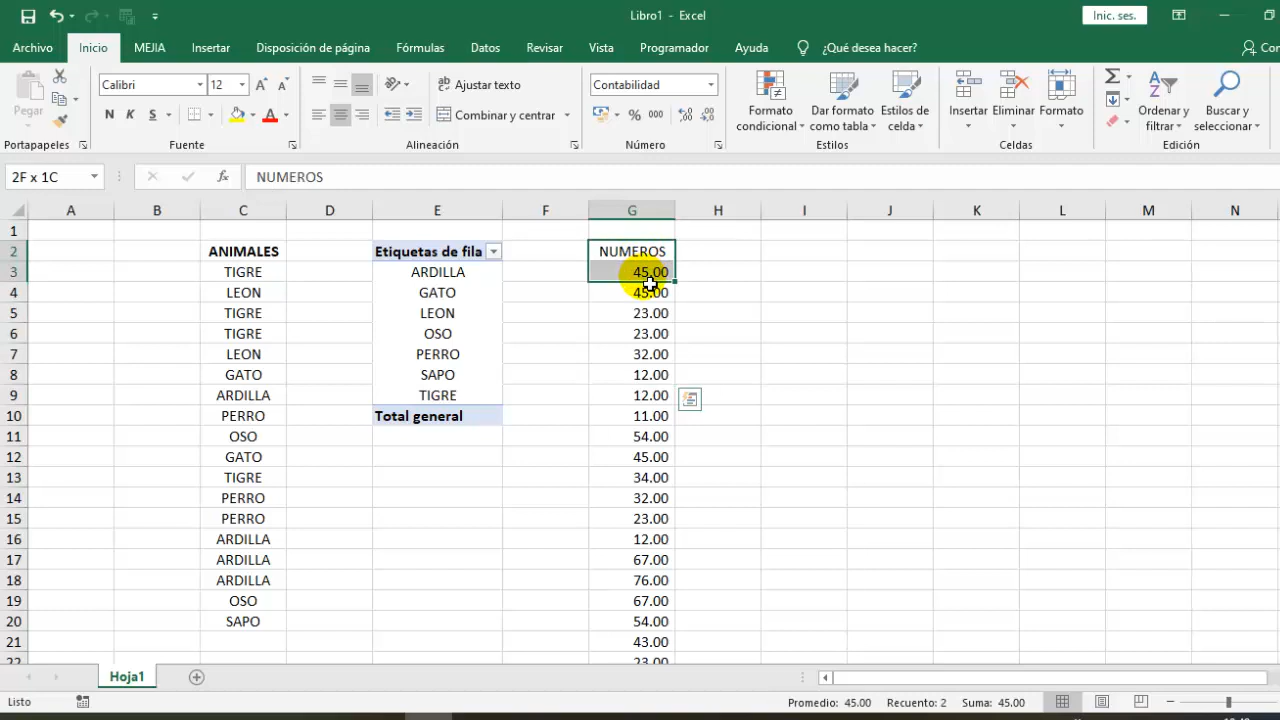 Libro1 - Excel
Inic. ses.
Archivo Inicio MEJIA Insertar Disposición de página Fórmulas Datos Revisar Vista Programador Ayuda ¿Qué desea hacer?
Pegar
Calibri 12
N K S
Ajustar texto
Combinar y centrar
Contabilidad
% 000
Formato condicional
Dar formato como tabla
Estilos de celda
Insertar Eliminar Formato
Ordenar y filtrar
Buscar y seleccionar
Portapapeles Fuente Alineación Número Estilos Celdas Edición
2F x 1C fx NUMEROS
A B C D E F G H I J K L M N
1
2 ANIMALES Etiquetas de fila NUMEROS
3 TIGRE ARDILLA 45.00
4 LEON GATO 45.00
5 TIGRE LEON 23.00
6 TIGRE OSO 23.00
7 LEON PERRO 32.00
8 GATO SAPO 12.00
9 ARDILLA TIGRE 12.00
10 PERRO Total general 11.00
11 OSO 54.00
12 GATO 45.00
13 TIGRE 34.00
14 PERRO 32.00
15 PERRO 23.00
16 ARDILLA 12.00
17 ARDILLA 67.00
18 ARDILLA 76.00
19 OSO 67.00
20 SAPO 54.00
21 43.00
22 23.00
Hoja1
Listo Promedio: 45.00 Recuento: 2 Suma: 45.00